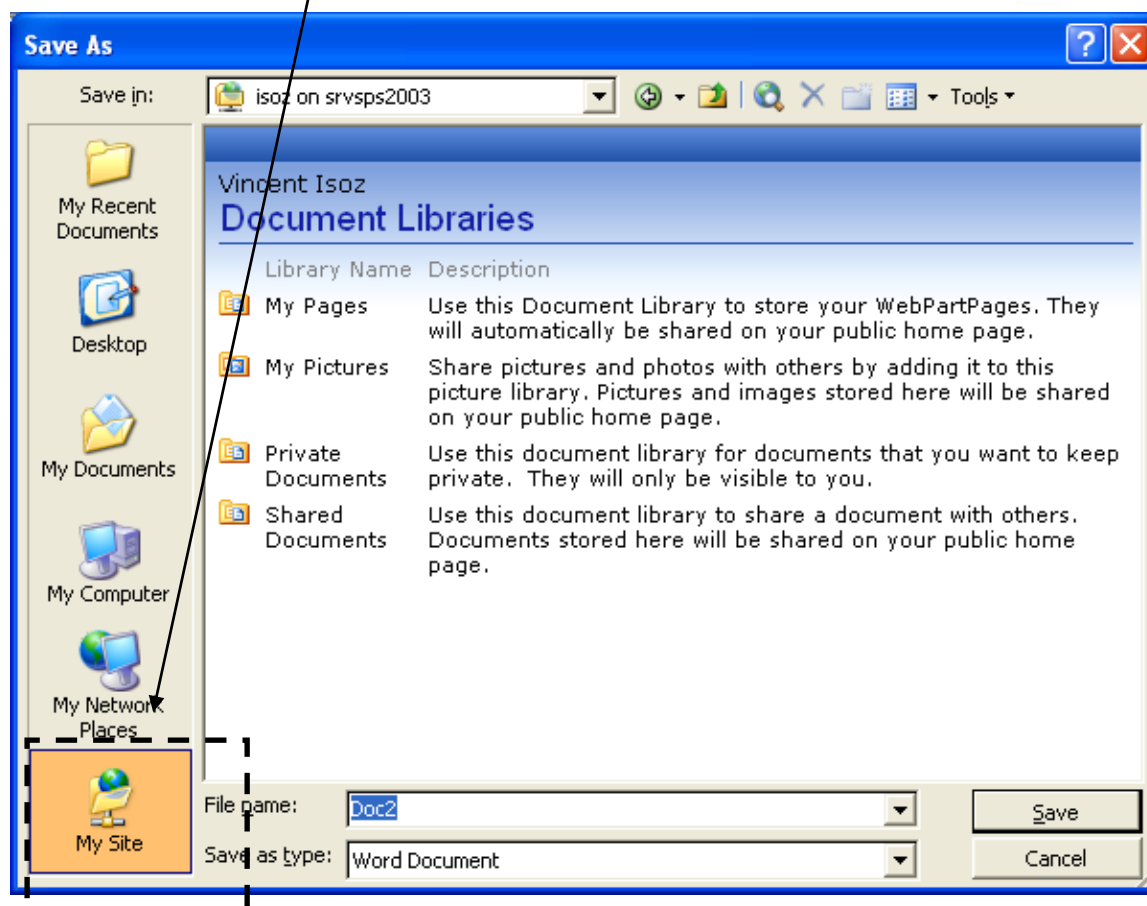 Save As
Save in:
isoz on srvsps2003
Tools
My Recent
Documents
Desktop
My Documents
My Computer
My Network
Places
My Site
Vincent Isoz
Document Libraries
Library Name Description
My Pages Use this Document Library to store your WebPartPages. They
will automatically be shared on your public home page.
My Pictures Share pictures and photos with others by adding it to this
picture library. Pictures and images stored here will be shared
on your public home page.
Private Use this document library for documents that you want to keep
Documents private. They will only be visible to you.
Shared Use this document library to share a document with others.
Documents Documents stored here will be shared on your public home
page.
File name: Doc2
Save
Save as type: Word Document
Cancel